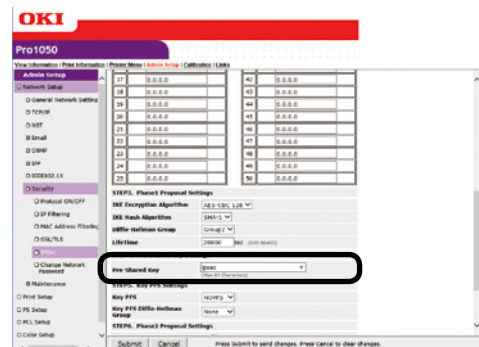 OKI
Pro1050
View Information | Print Information | Printer Menu | Admin Setup | Calibration | Links
Admin Setup
Network Setup
General Network Setting
TCP/IP
NBT
Email
SNMP
IPP
IEEE802.1X
Security
Protocol ON/OFF
IP Filtering
MAC Address Filtering
SSL/TLS
IPSec
Change Network
Password
Maintenance
Print Setup
PS Setup
PCL Setup
Color Setup
17 0.0.0.0 42 0.0.0.0
18 0.0.0.0 43 0.0.0.0
19 0.0.0.0 44 0.0.0.0
20 0.0.0.0 45 0.0.0.0
21 0.0.0.0 46 0.0.0.0
22 0.0.0.0 47 0.0.0.0
23 0.0.0.0 48 0.0.0.0
24 0.0.0.0 49 0.0.0.0
25 0.0.0.0 50 0.0.0.0
STEP3. Phase1 Proposal Settings
IKE Encryption Algorithm AES-CBC 128
IKE Hash Algorithm SHA-1
Diffie-Hellman Group Group2
LifeTime 28800 sec (600-86400)
Pre-Shared Key ipsec ×
(Max.64 Characters)
STEP5. Key PFS Settings
Key PFS NOPFS
Key PFS Diffie-Hellman
Group None
STEP6. Phase2 Proposal Settings
Submit Cancel Press Submit to send changes. Press Cancel to clear changes.